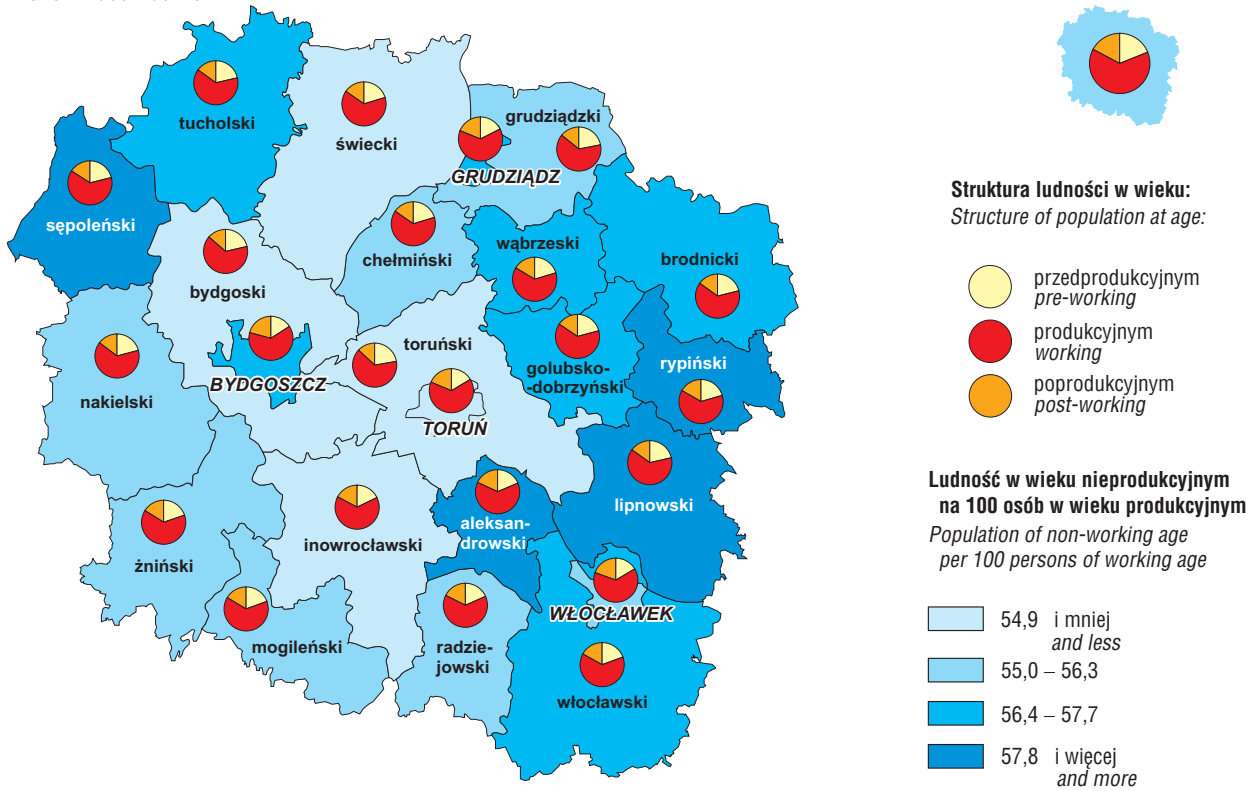 tucholski
świecki
grudziądzki
GRUDZIĄDZ
sępoleński
chełmiński
wąbrzeski
brodnicki
bydgoski
toruński
golubsko-
-dobrzyński
rypiński
BYDGOSZCZ
nakielski
TORUŃ
lipnowski
aleksan-
drowski
inowrocławski
żniński
WŁOCŁAWEK
mogileński
radzie-
jowski
włocławski
Struktura ludności w wieku:
Structure of population at age:
przedprodukcyjnym
pre-working
produkcyjnym
working
poprodukcyjnym
post-working
Ludność w wieku nieprodukcyjnym
na 100 osób w wieku produkcyjnym
Population of non-working age
per 100 persons of working age
54,9 i mniej
and less
55,0 – 56,3
56,4 – 57,7
57,8 i więcej
and more